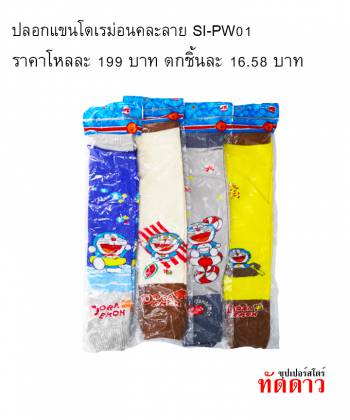 ปลอกแขนโดเรม่อนคละลาย SI-PW01
ราคาโหลละ 199 บาท ตกชิ้นละ 16.58 บาท
DORA
EMON
ซุปเปอร์สโตร์
ทัดดาว